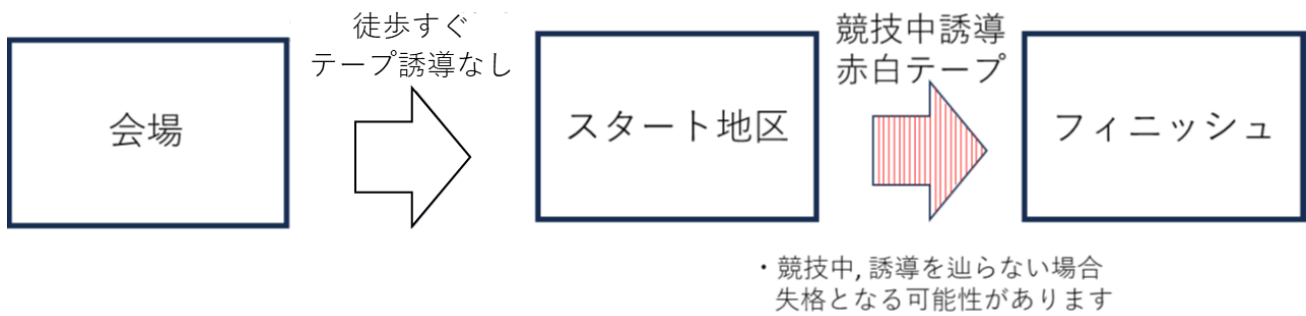 会場
徒歩すぐ
テープ誘導なし
スタート地区
競技中誘導
赤白テープ
フィニッシュ
・競技中, 誘導を辿らない場合
失格となる可能性があります